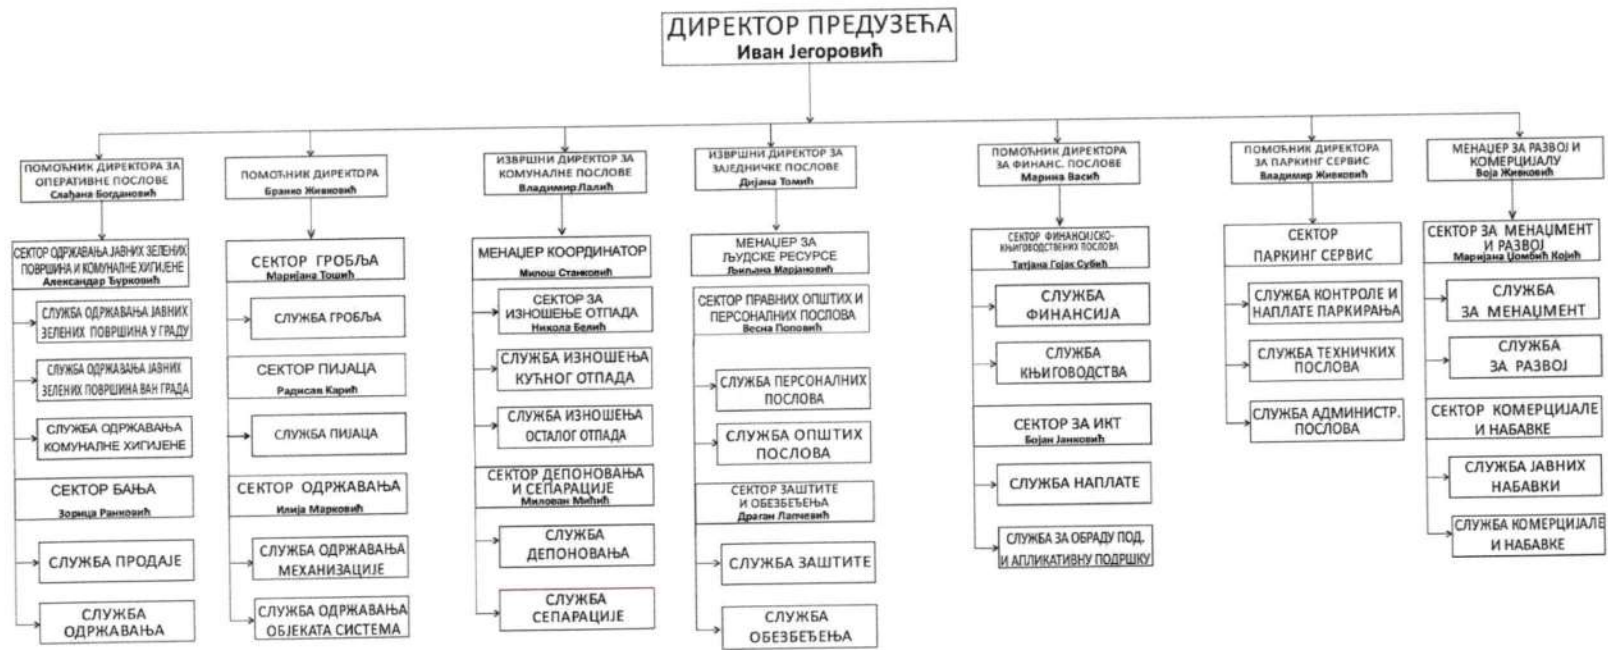 ДИРЕКТОР ПРЕДУЗЕЋА
Иван Јегоровић
ПОМОЋНИК ДИРЕКТОРА ЗА
ОПЕРАТИВНЕ ПОСЛОВЕ
Слађана Богдановић
СЕКТОР ОДРЖАВАЊА ЈАВНИХ ЗЕЛЕНИХ
ПОВРШИНА И КОМУНАЛНЕ ХИГИЈЕНЕ
Александар Ђурковић
СЛУЖБА ОДРЖАВАЊА ЈАВНИХ
ЗЕЛЕНИХ ПОВРШИНА У ГРАДУ
СЛУЖБА ОДРЖАВАЊА ЈАВНИХ
ЗЕЛЕНИХ ПОВРШИНА ВАН ГРАДА
СЛУЖБА ОДРЖАВАЊА
КОМУНАЛНЕ ХИГИЈЕНЕ
СЕКТОР БАЊА
Зорица Ранковић
СЛУЖБА ПРОДАЈЕ
СЛУЖБА
ОДРЖАВАЊА
ПОМОЋНИК ДИРЕКТОРА
Бранко Живковић
СЕКТОР ГРОБЉА
Маријана Тошић
СЛУЖБА ГРОБЉА
СЕКТОР ПИЈАЦА
Радисав Карић
СЛУЖБА ПИЈАЦА
СЕКТОР ОДРЖАВАЊА
Илија Марковић
СЛУЖБА ОДРЖАВАЊА
МЕХАНИЗАЦИЈЕ
СЛУЖБА ОДРЖАВАЊА
ОБЈЕКАТА СИСТЕМА
ИЗВРШНИ ДИРЕКТОР ЗА
КОМУНАЛНЕ ПОСЛОВЕ
Владимир Лалић
МЕНАЏЕР КООРДИНАТОР
Милош Станковић
СЕКТОР ЗА
ИЗНОШЕЊЕ ОТПАДА
Никола Белић
СЛУЖБА ИЗНОШЕЊА
КУЋНОГ ОТПАДА
СЛУЖБА ИЗНОШЕЊА
ОСТАЛОГ ОТПАДА
СЕКТОР ДЕПОНОВАЊА
И СЕПАРАЦИЈЕ
Милован Мићић
СЛУЖБА
ДЕПОНОВАЊА
СЛУЖБА
СЕПАРАЦИЈЕ
ИЗВРШНИ ДИРЕКТОР ЗА
ЗАЈЕДНИЧКЕ ПОСЛОВЕ
Дијана Томић
МЕНАЏЕР ЗА
ЉУДСКЕ РЕСУРСЕ
Љиљана Марјановић
СЕКТОР ПРАВНИХ ОПШТИХ И
ПЕРСОНАЛНИХ ПОСЛОВА
Весна Поповић
СЛУЖБА ПЕРСОНАЛНИХ
ПОСЛОВА
СЛУЖБА ОПШТИХ
ПОСЛОВА
СЕКТОР ЗАШТИТЕ
И ОБЕЗБЕЂЕЊА
Драган Лапчевић
СЛУЖБА ЗАШТИТЕ
СЛУЖБА
ОБЕЗБЕЂЕЊА
ПОМОЋНИК ДИРЕКТОРА
ЗА ФИНАНС. ПОСЛОВЕ
Марина Васић
СЕКТОР ФИНАНСИЈСКО-
КЊИГОВОДСТВЕНИХ ПОСЛОВА
Татјана Гојак Субић
СЛУЖБА
ФИНАНСИЈА
СЛУЖБА
КЊИГОВОДСТВА
СЕКТОР ЗА ИКТ
Бојан Јанковић
СЛУЖБА НАПЛАТЕ
СЛУЖБА ЗА ОБРАДУ ПОД.
И АПЛИКАТИВНУ ПОДРШКУ
ПОМОЋНИК ДИРЕКТОРА
ЗА ПАРКИНГ СЕРВИС
Владимир Живковић
СЕКТОР
ПАРКИНГ СЕРВИС
СЛУЖБА КОНТРОЛЕ И
НАПЛАТЕ ПАРКИРАЊА
СЛУЖБА ТЕХНИЧКИХ
ПОСЛОВА
СЛУЖБА АДМИНИСТР.
ПОСЛОВА
МЕНАЏЕР ЗА РАЗВОЈ И
КОМЕРЦИЈАЛУ
Воја Живковић
СЕКТОР ЗА МЕНАЏМЕНТ
И РАЗВОЈ
Маријана Џомбић Којић
СЛУЖБА
ЗА МЕНАЏМЕНТ
СЛУЖБА
ЗА РАЗВОЈ
СЕКТОР КОМЕРЦИЈАЛЕ
И НАБАВКЕ
СЛУЖБА ЈАВНИХ
НАБАВКИ
СЛУЖБА КОМЕРЦИЈАЛЕ
И НАБАВКЕ